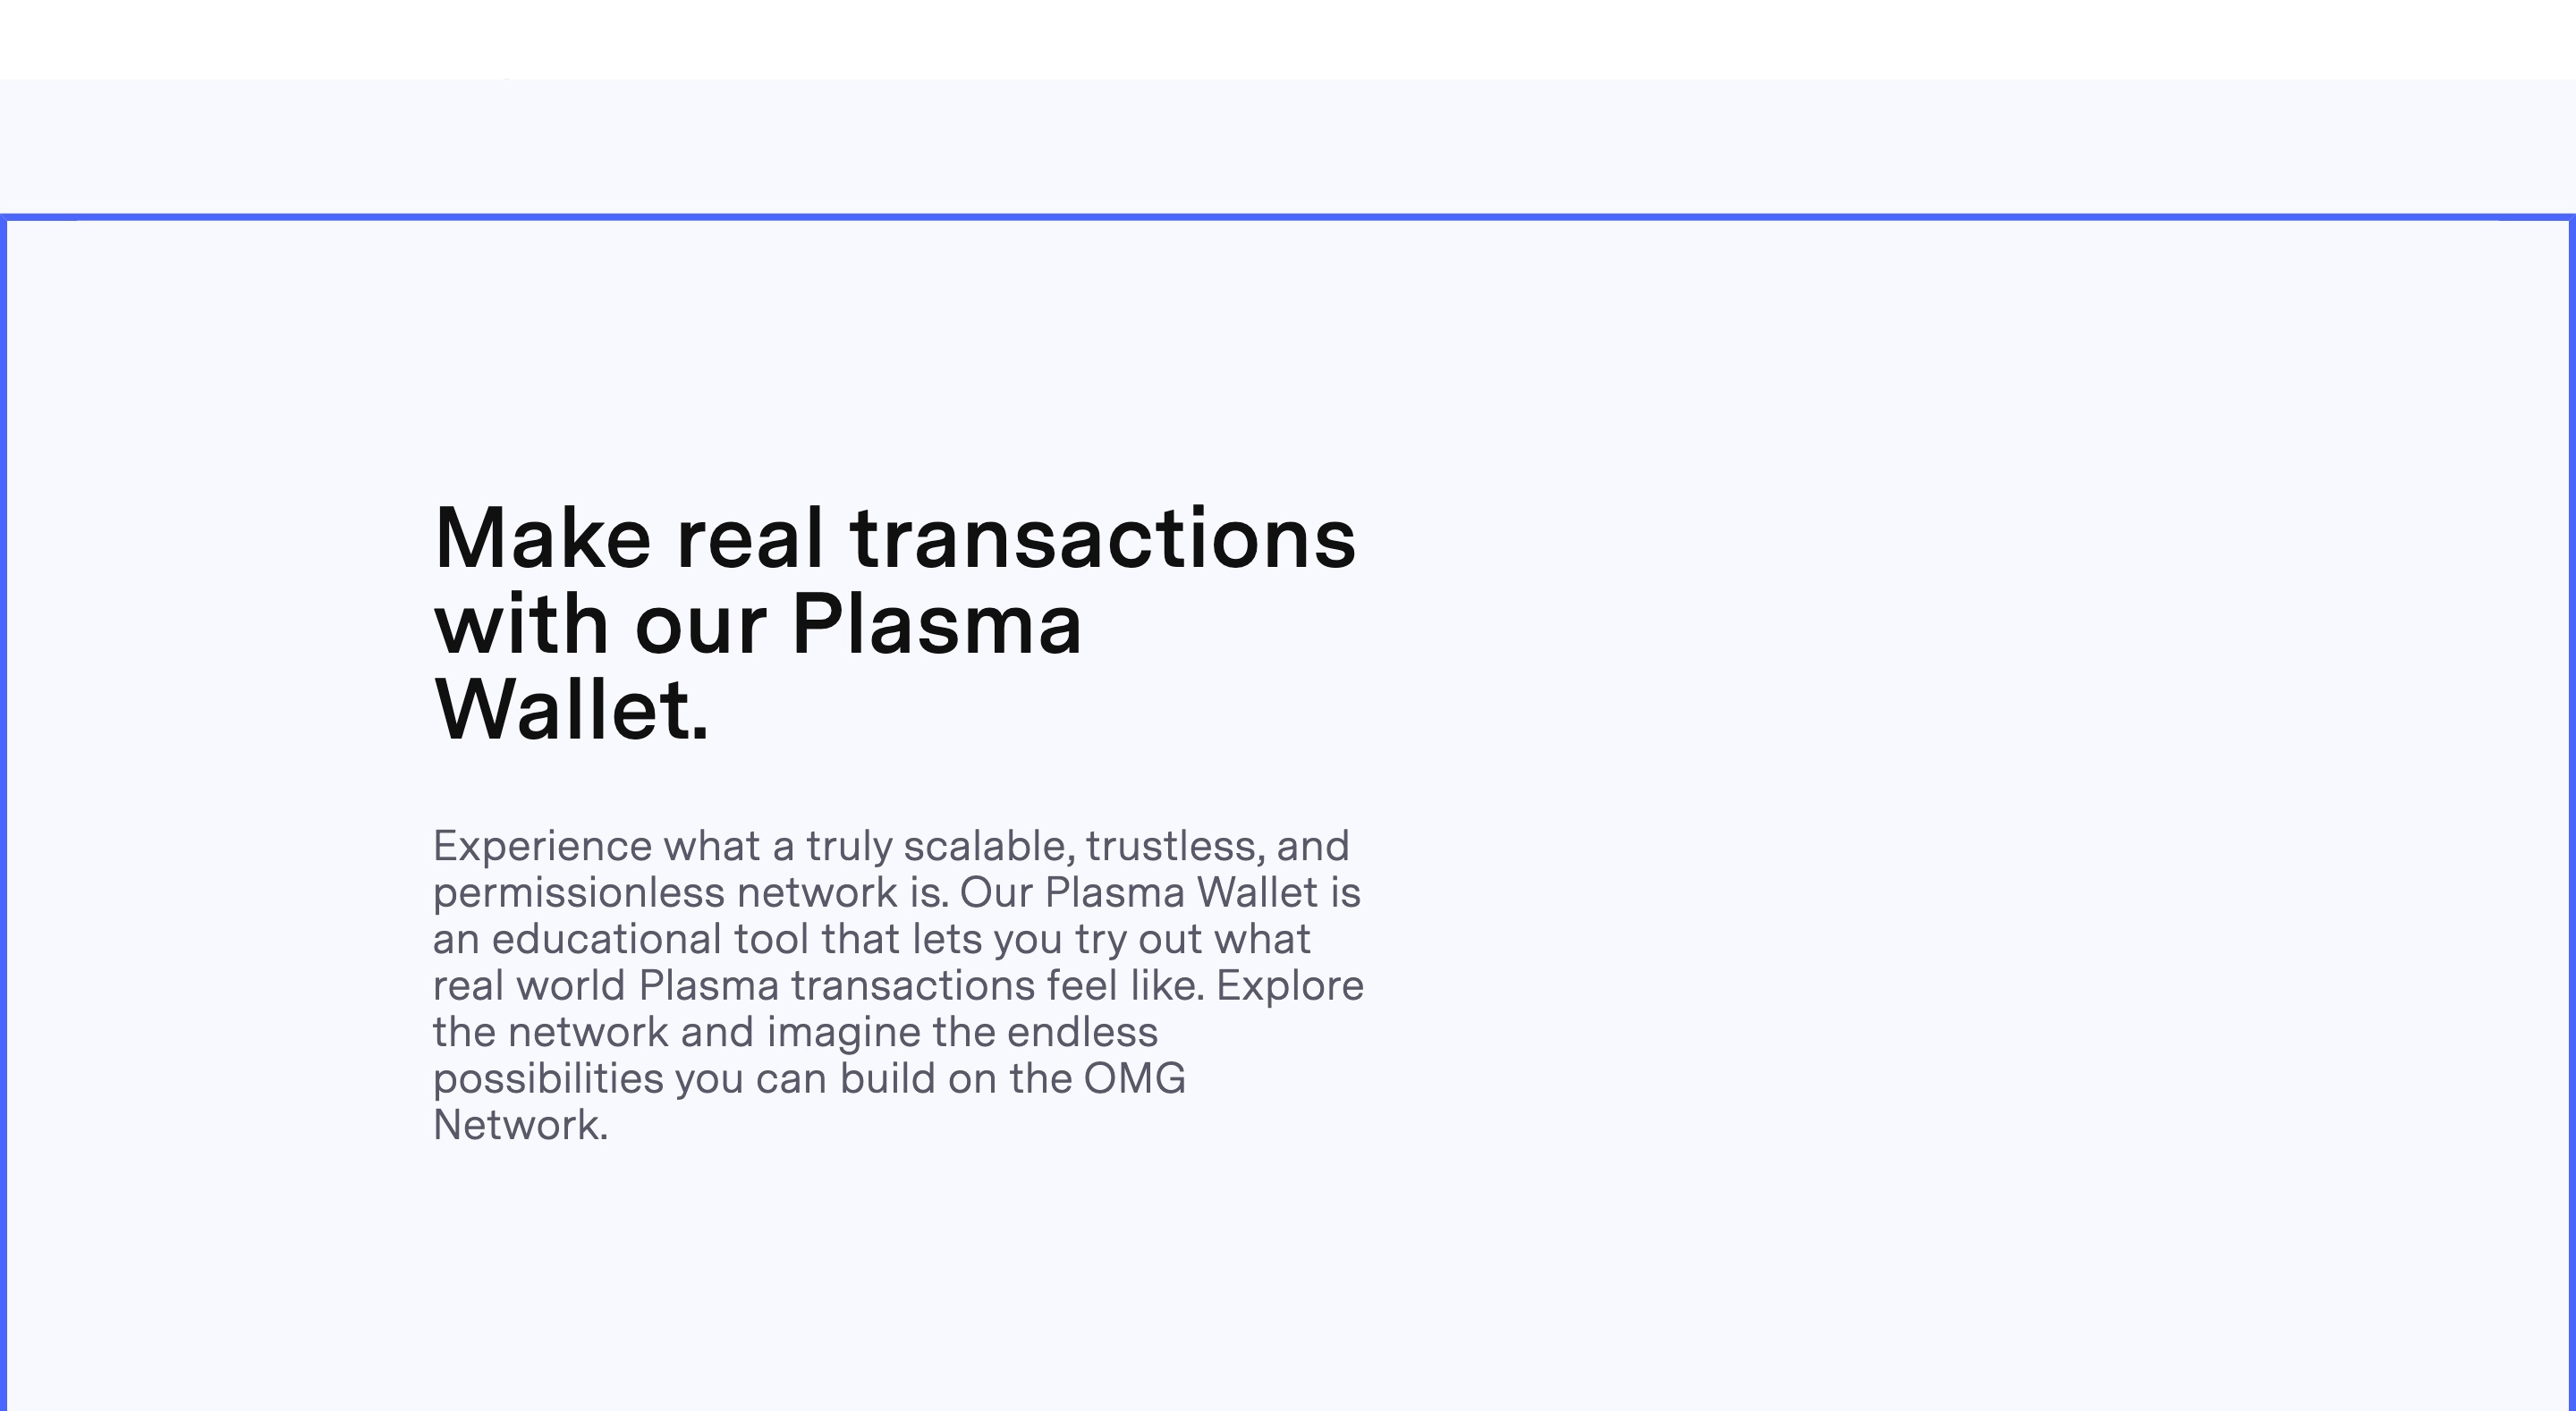 Make real transactions
with our Plasma
Wallet.
Experience what a truly scalable, trustless, and
permissionless network is. Our Plasma Wallet is
an educational tool that lets you try out what
real world Plasma transactions feel like. Explore
the network and imagine the endless
possibilities you can build on the OMG
Network.